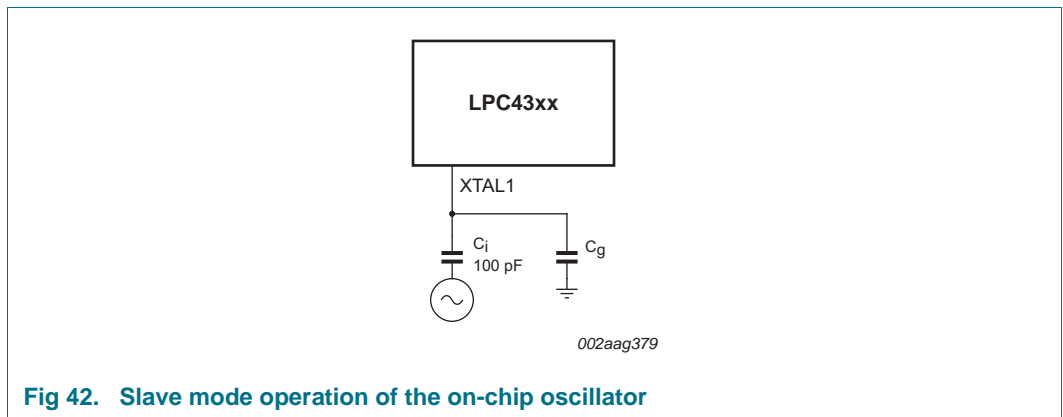 LPC43xx
XTAL1
Ci
100 pF
Cg
002aag379
Fig 42. Slave mode operation of the on-chip oscillator